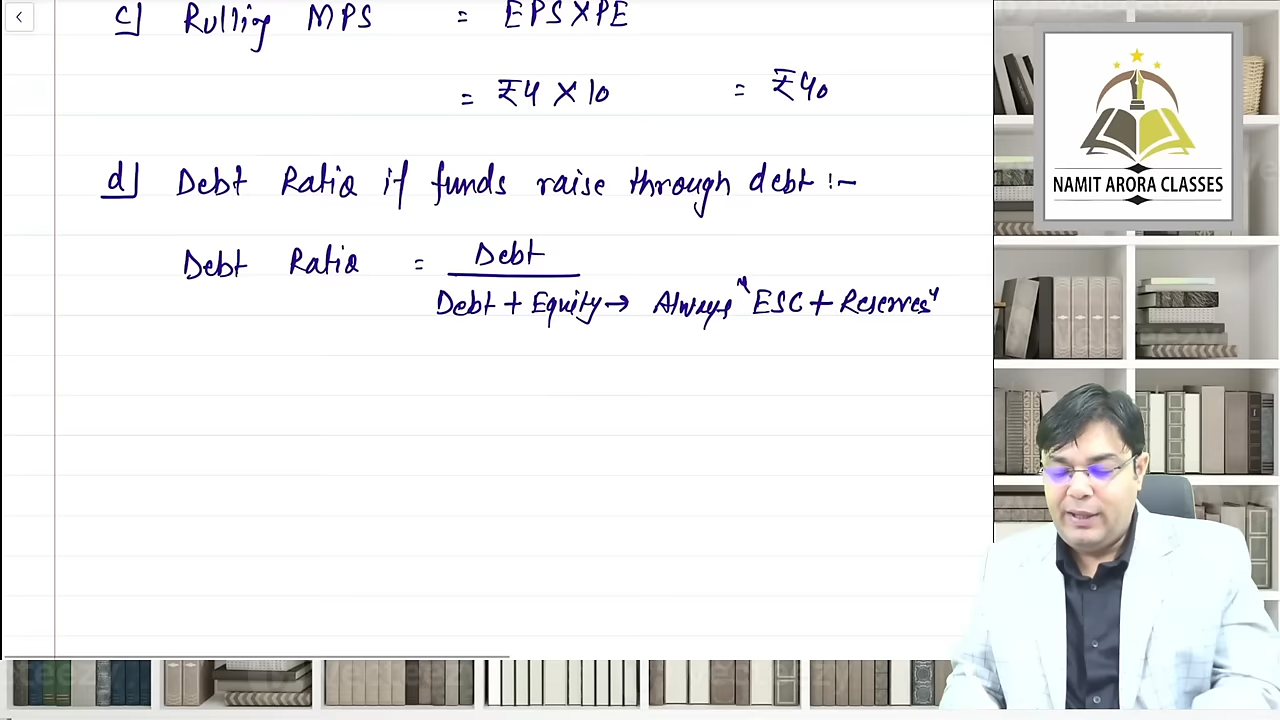 c] Rulling MPS = EPS X PE
= ₹4 X 10 = ₹40
d] Debt Ratio if funds raise through debt :-
Debt Ratio = Debt
Debt + Equity → Always "ESC + Reserves"
NAMIT ARORA CLASSES